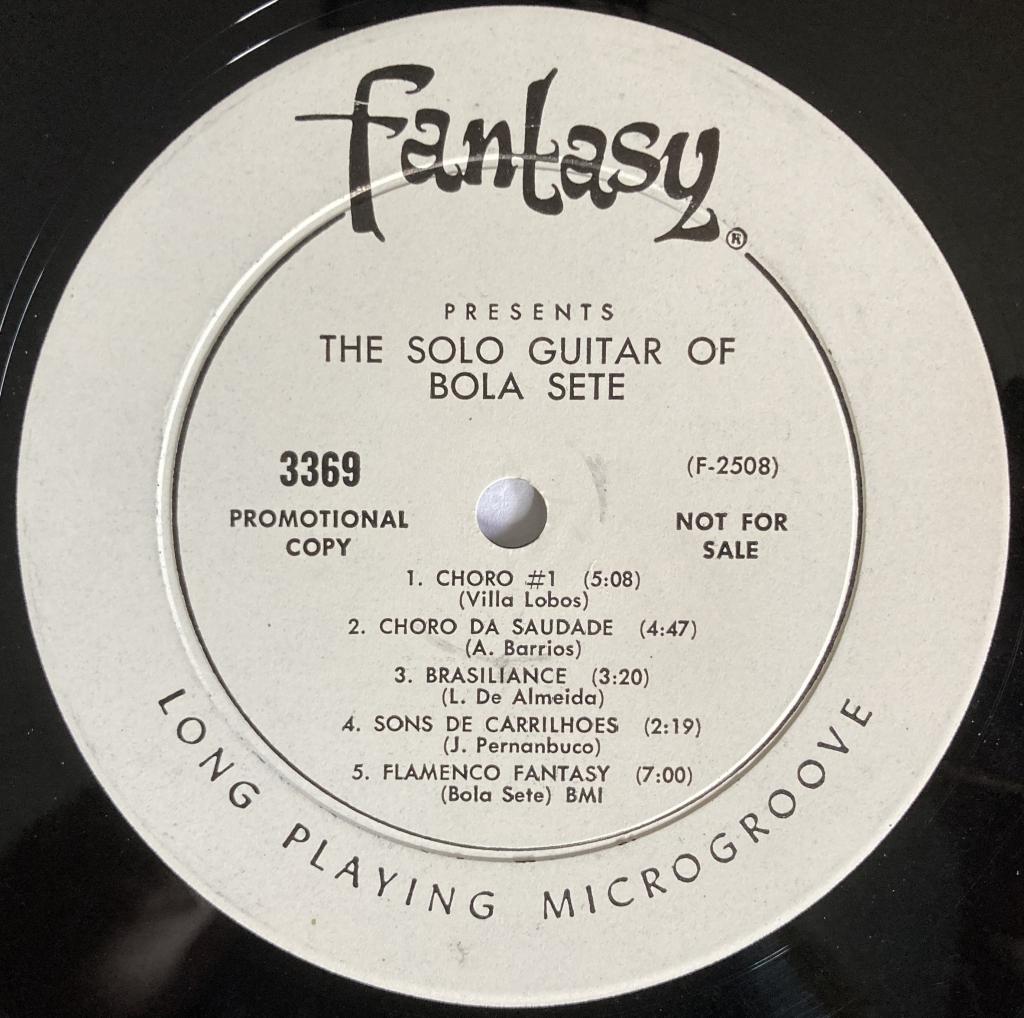 fantasy®
PRESENTS
THE SOLO GUITAR OF
BOLA SETE
3369
(F-2508)
PROMOTIONAL
COPY
NOT FOR
SALE
1. CHORO #1 (5:08)
(Villa Lobos)
2. CHORO DA SAUDADE (4:47)
(A. Barrios)
3. BRASILIANCE (3:20)
(L. De Almeida)
4. SONS DE CARRILHOES (2:19)
(J. Pernanbuco)
5. FLAMENCO FANTASY (7:00)
(Bola Sete) BMI
LONG PLAYING MICROGROOVE